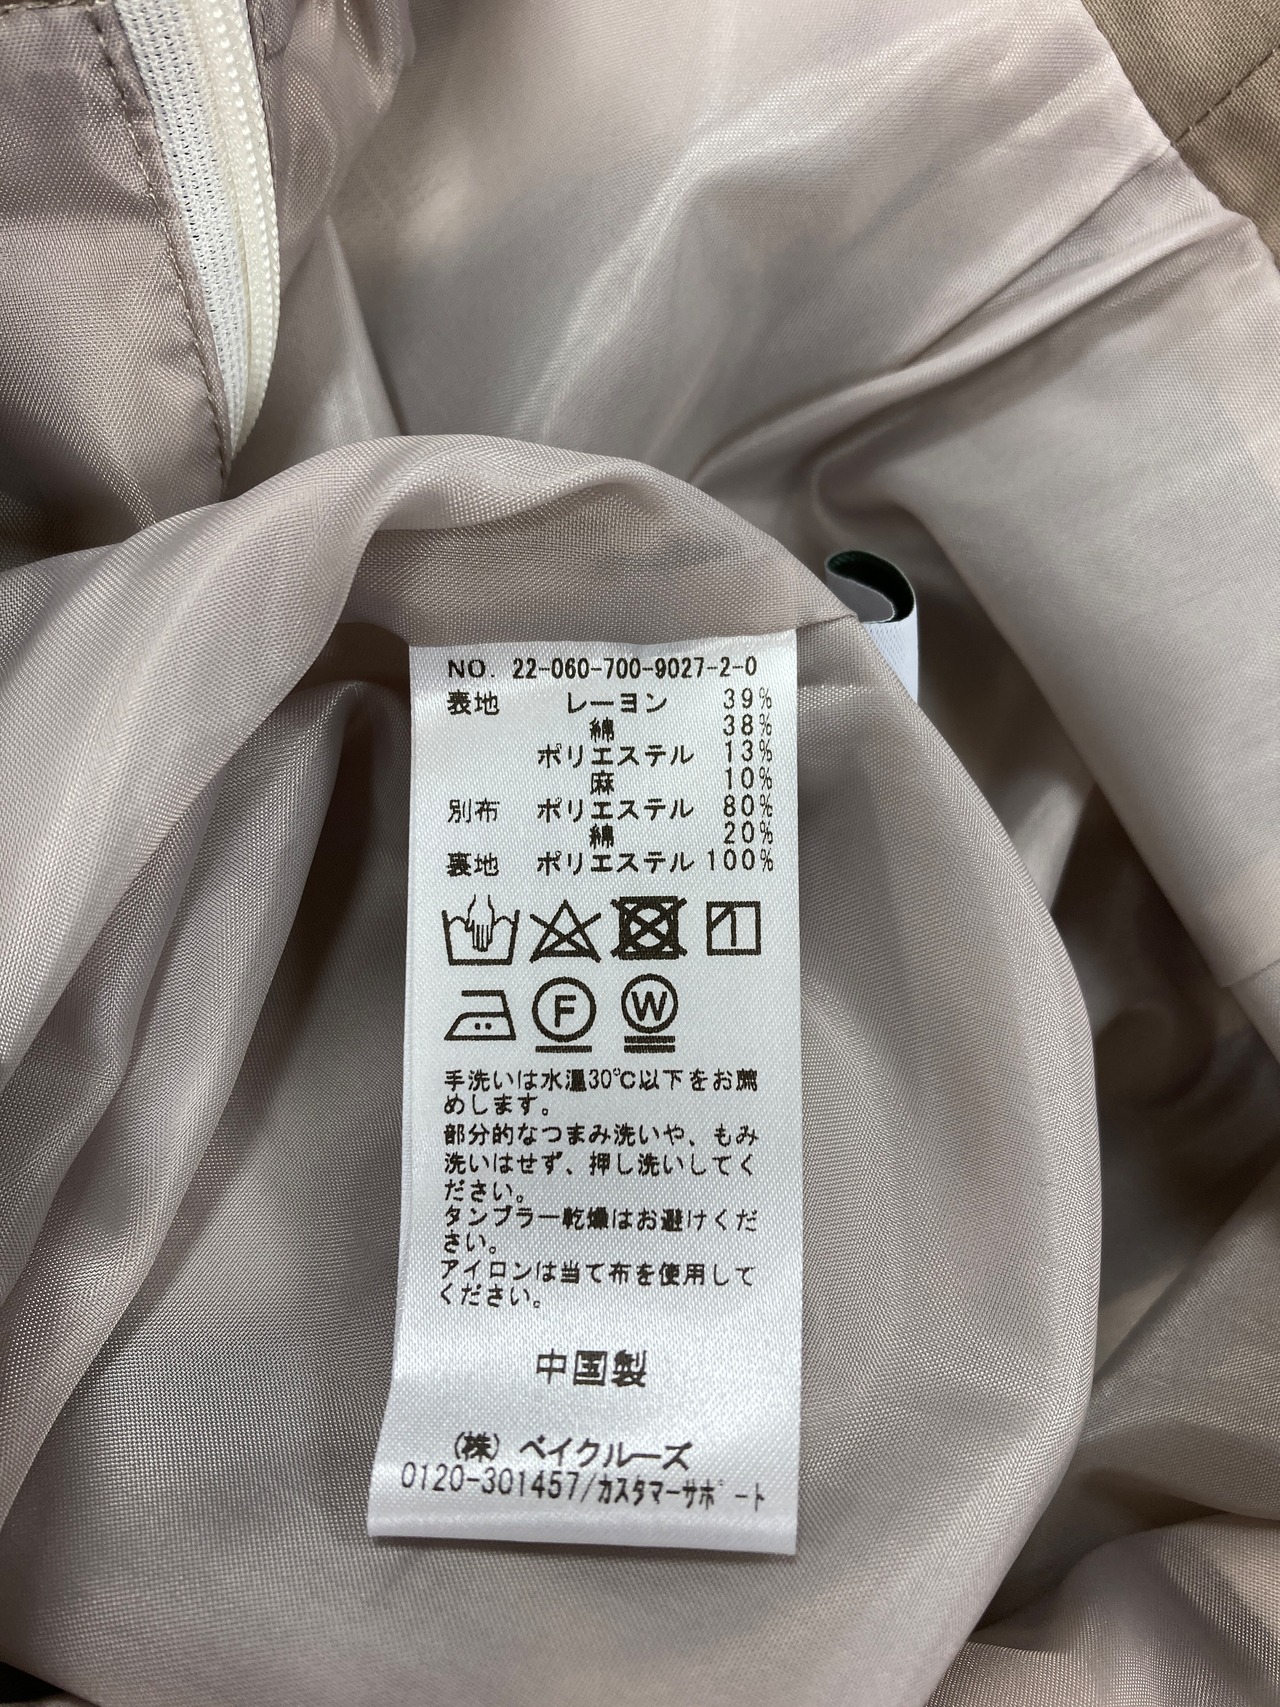 NO. 22-060-700-9027-2-0
表地 レーヨン 39%
綿 38%
ポリエステル 13%
麻 10%
別布 ポリエステル 80%
綿 20%
裏地 ポリエステル 100%
F W
手洗いは水温30℃以下をお薦
めします。
部分的なつまみ洗いや、もみ
洗いはせず、押し洗いしてく
ださい。
タンブラー乾燥はお避けくだ
さい。
アイロンは当て布を使用して
ください。
中国製
(株) ベイクルーズ
0120-301457/カスタマーサポート